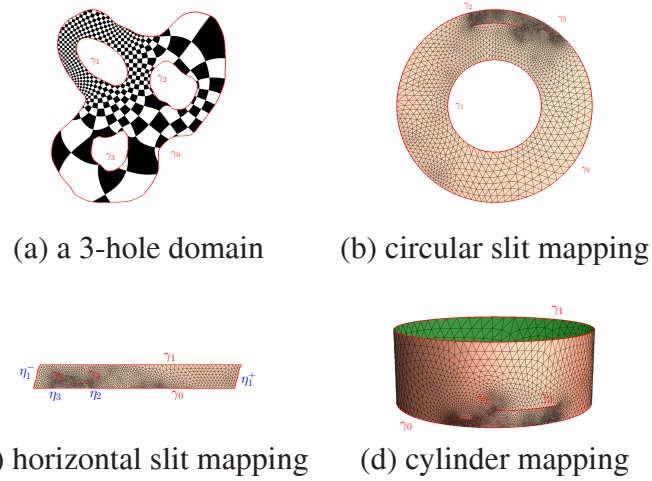 γ₁
γ₂
γ₃
γ₀
γ₂
γ₃
γ₁
γ₀
(a) a 3-hole domain
(b) circular slit mapping
γ₁
η₁⁻
η₁⁺
η₃
η₂
γ₀
γ₁
γ₀
) horizontal slit mapping
(d) cylinder mapping